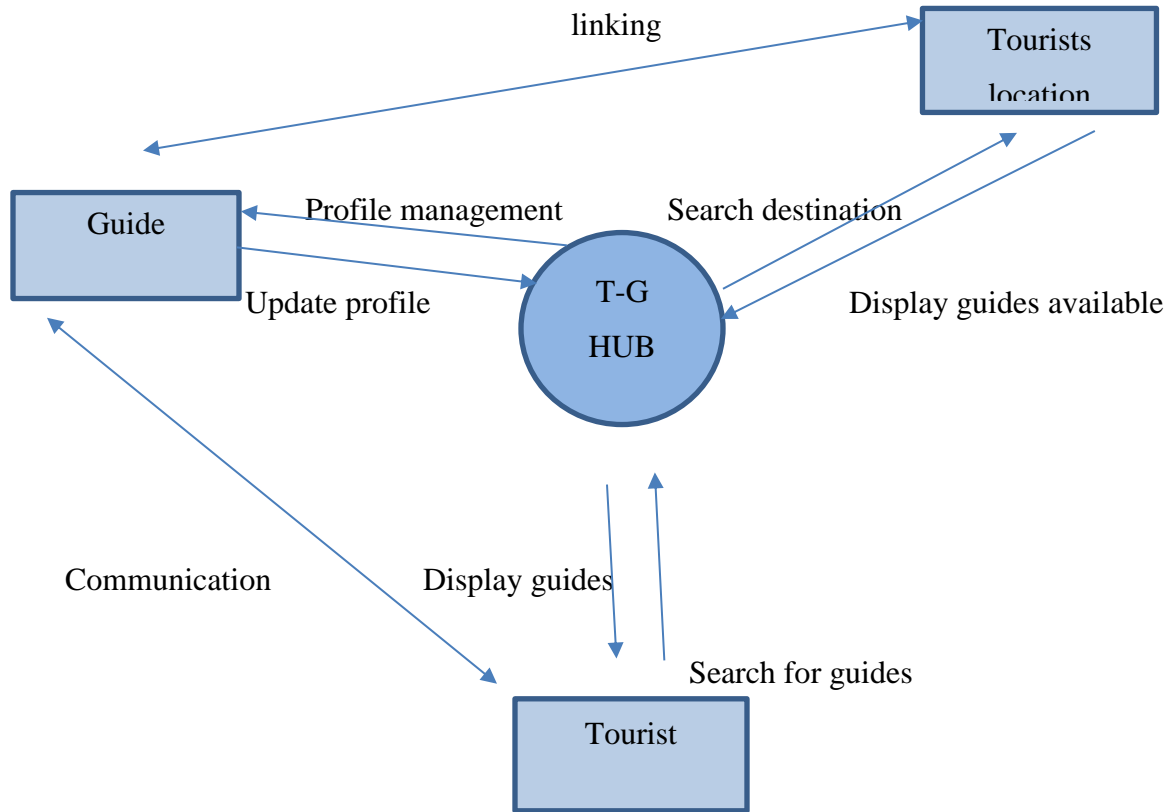 linking
Tourists
location
Guide
Profile management
Search destination
T-G
HUB
Update profile
Display guides available
Communication
Display guides
Search for guides
Tourist